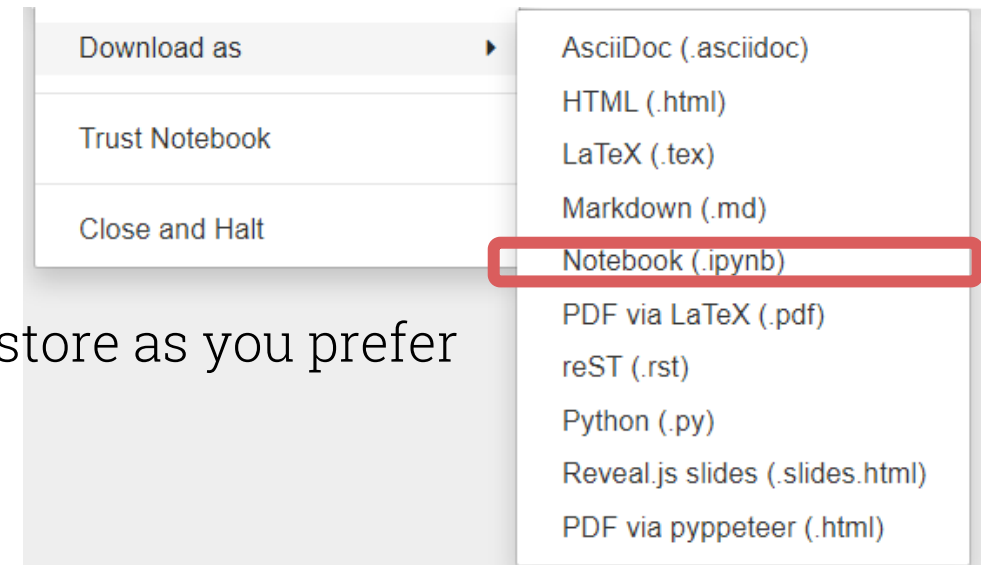 Download as
Trust Notebook
Close and Halt
AsciiDoc (.asciidoc)
HTML (.html)
LaTeX (.tex)
Markdown (.md)
Notebook (.ipynb)
PDF via LaTeX (.pdf)
reST (.rst)
Python (.py)
Reveal.js slides (.slides.html)
PDF via pyppeteer (.html)
store as you prefer